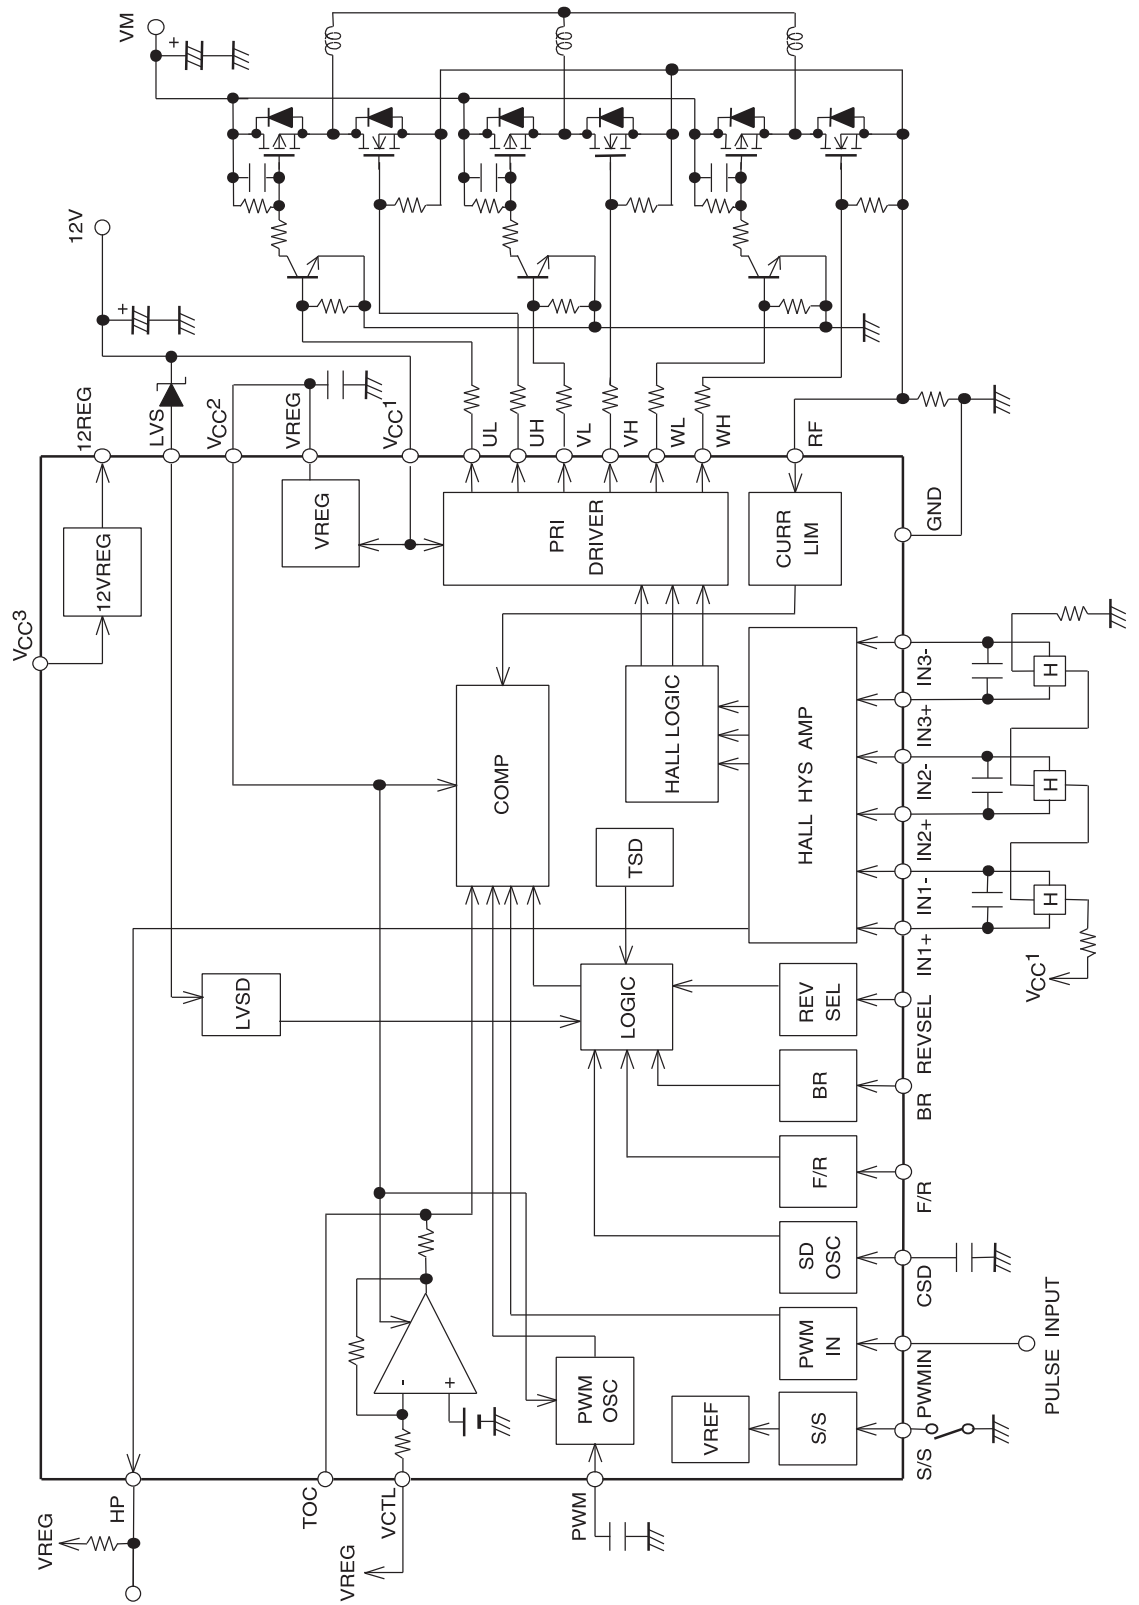 VREG
HP
TOC
VCTL
VREG
PWM
VCC3
12VREG
12REG
LVS
12V
VM
+
+
VCC2
VREG
VCC1
UL
UH
VL
VH
WL
WH
RF
VREG
PRI
DRIVER
CURR
LIM
GND
COMP
HALL LOGIC
HALL HYS AMP
TSD
LVSD
LOGIC
REV
SEL
BR
F/R
SD
OSC
PWM
IN
S/S
VREF
PWM
OSC
-
+
S/S
PWMIN
PULSE INPUT
CSD
F/R
BR
REVSEL
IN1+
IN1-
IN2+
IN2-
IN3+
IN3-
H
H
H
VCC1